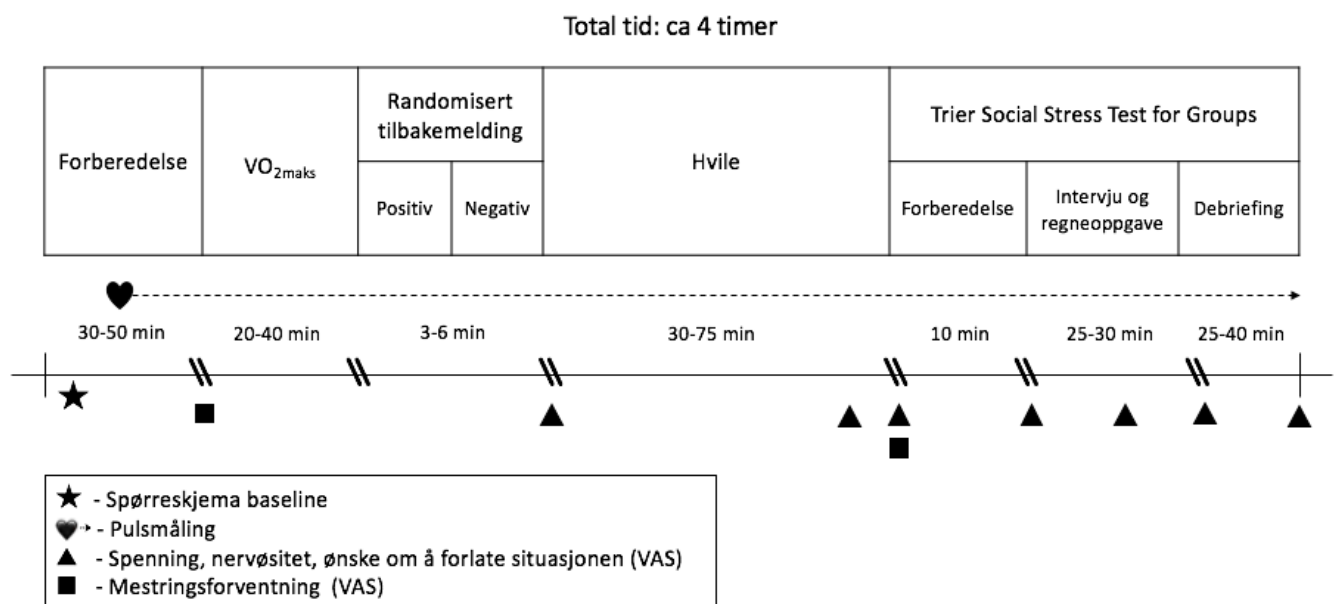 Total tid: ca 4 timer
Forberedelse
VO2maks
Randomisert
tilbakemelding
Positiv
Negativ
Hvile
Trier Social Stress Test for Groups
Forberedelse
Intervju og
regneoppgave
Debriefing
30-50 min
20-40 min
3-6 min
30-75 min
10 min
25-30 min
25-40 min
- Spørreskjema baseline
- Pulsmåling
- Spenning, nervøsitet, ønske om å forlate situasjonen (VAS)
- Mestringsforventning (VAS)